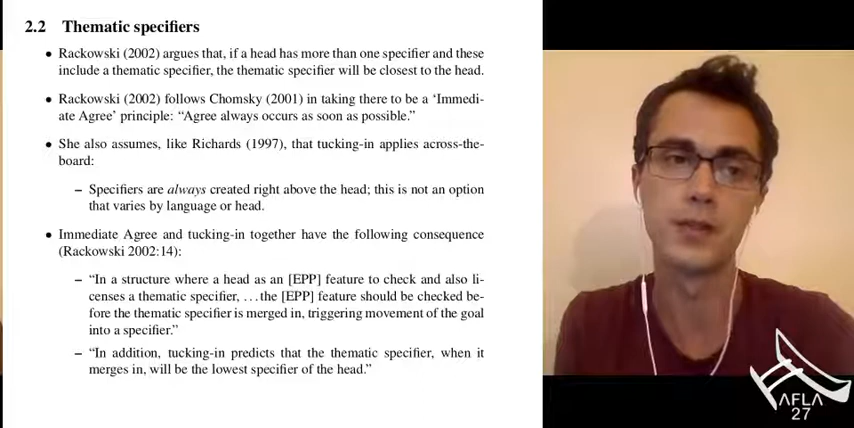 2.2 Thematic specifiers
• Rackowski (2002) argues that, if a head has more than one specifier and these
include a thematic specifier, the thematic specifier will be closest to the head.
• Rackowski (2002) follows Chomsky (2001) in taking there to be a ‘Immedi-
ate Agree’ principle: “Agree always occurs as soon as possible.”
• She also assumes, like Richards (1997), that tucking-in applies across-the-
board:
– Specifiers are always created right above the head; this is not an option
that varies by language or head.
• Immediate Agree and tucking-in together have the following consequence
(Rackowski 2002:14):
– “In a structure where a head as an [EPP] feature to check and also li-
censes a thematic specifier, …the [EPP] feature should be checked be-
fore the thematic specifier is merged in, triggering movement of the goal
into a specifier.”
– “In addition, tucking-in predicts that the thematic specifier, when it
merges in, will be the lowest specifier of the head.”
AFLA
27